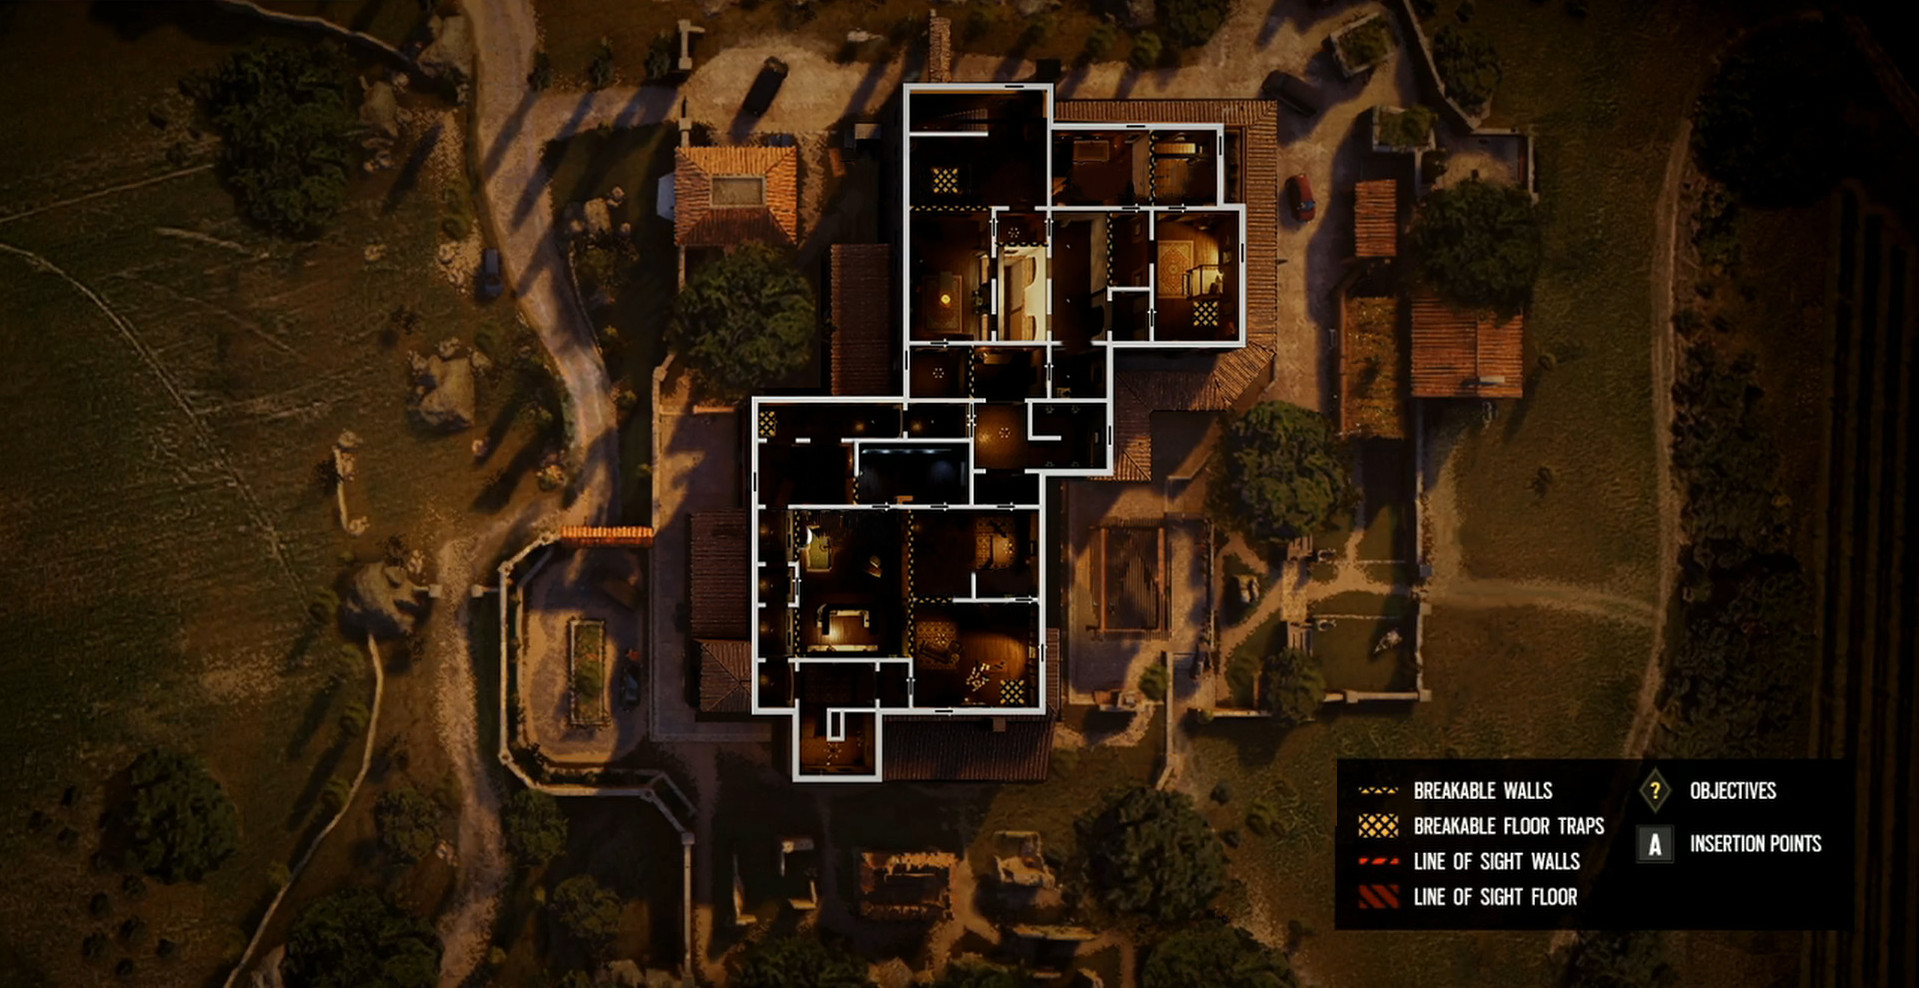 BREAKABLE WALLS
BREAKABLE FLOOR TRAPS
LINE OF SIGHT WALLS
LINE OF SIGHT FLOOR
? OBJECTIVES
A INSERTION POINTS